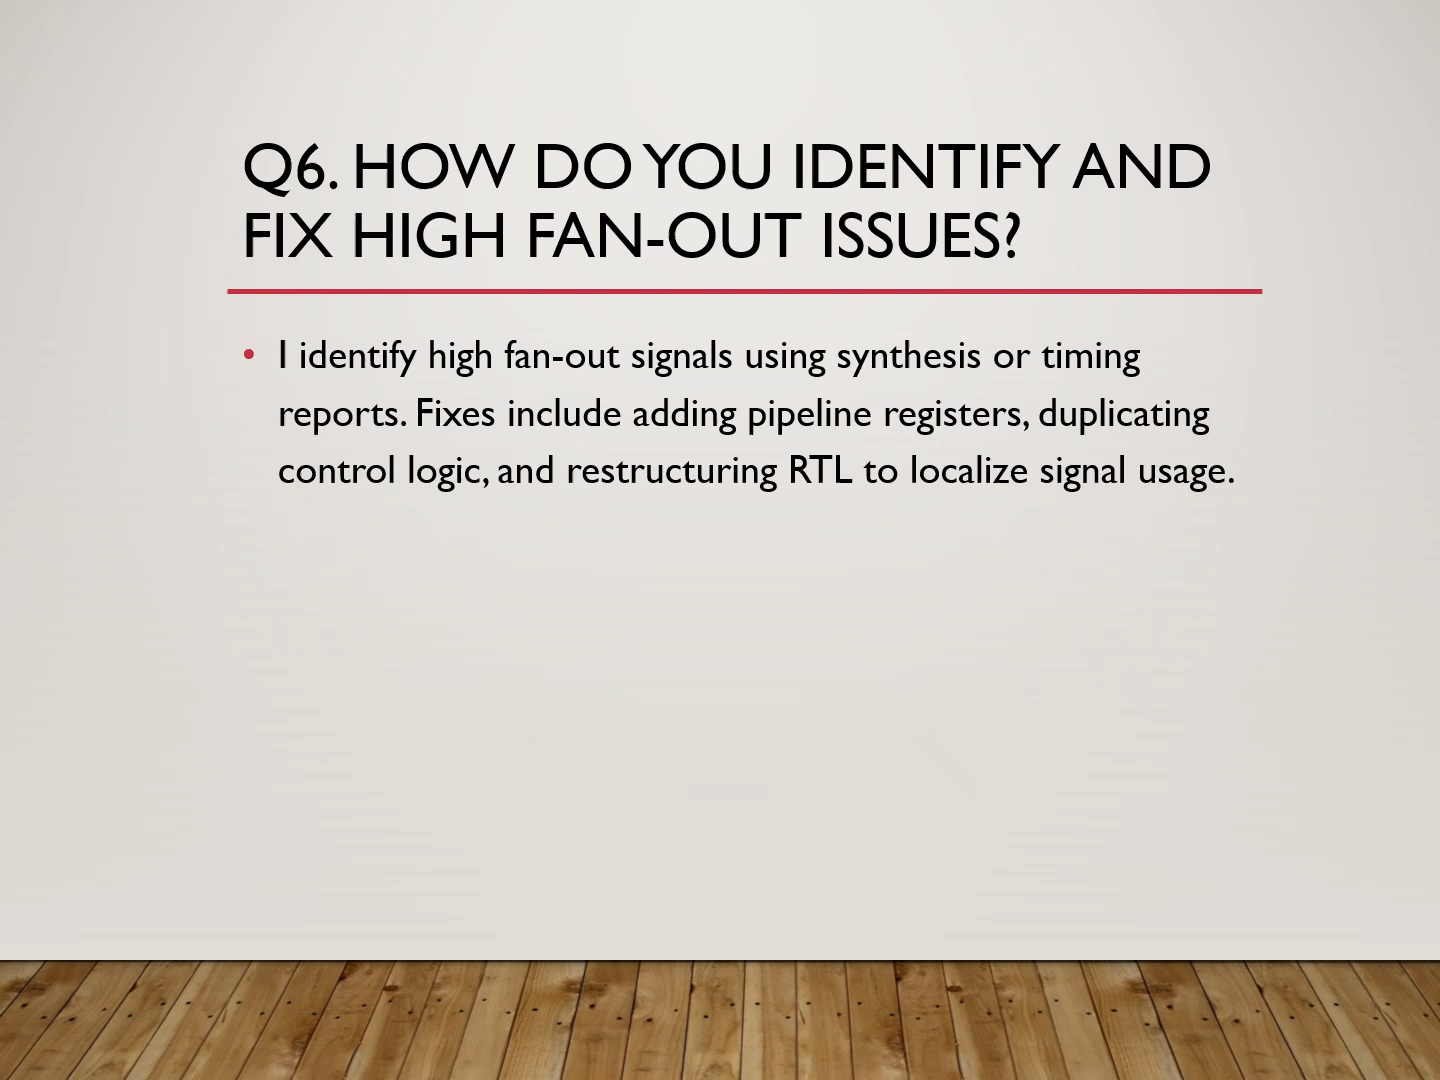 Q6. HOW DO YOU IDENTIFY AND
FIX HIGH FAN-OUT ISSUES?
• I identify high fan-out signals using synthesis or timing
reports. Fixes include adding pipeline registers, duplicating
control logic, and restructuring RTL to localize signal usage.